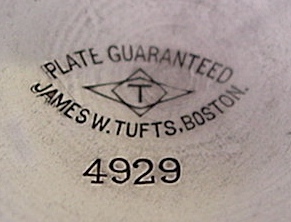 PLATE GUARANTEED
T
JAMES W. TUFTS, BOSTON.
4929